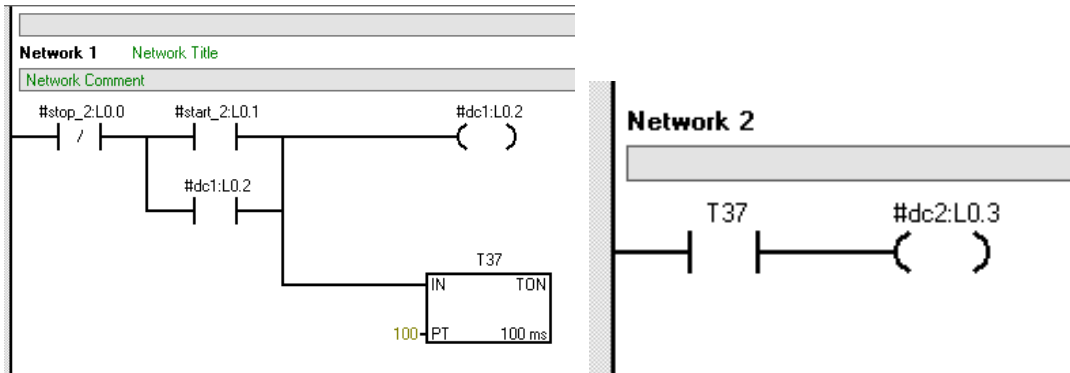 Network 1 Network Title
Network Comment
#stop_2:L0.0 #start_2:L0.1 #dc1:L0.2
/
#dc1:L0.2
T37
IN TON
100 PT 100 ms
Network 2
T37 #dc2:L0.3